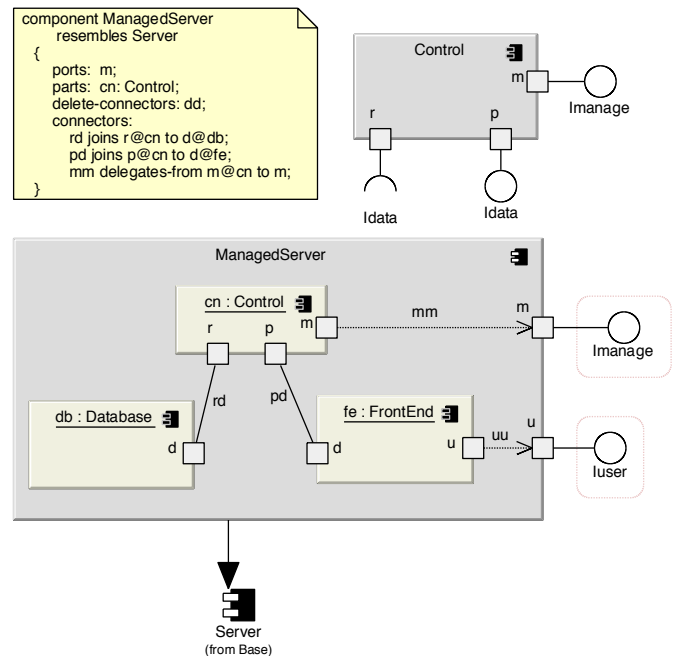 component ManagedServer
resembles Server
{
ports: m;
parts: cn: Control;
delete-connectors: dd;
connectors:
rd joins r@cn to d@db;
pd joins p@cn to d@fe;
mm delegates-from m@cn to m;
}
Control
m
Imanage
r
p
Idata
Idata
ManagedServer
cn : Control
r
p
m
mm
m
Imanage
rd
pd
db : Database
d
fe : FrontEnd
d
u
uu
u
Iuser
Server
(from Base)